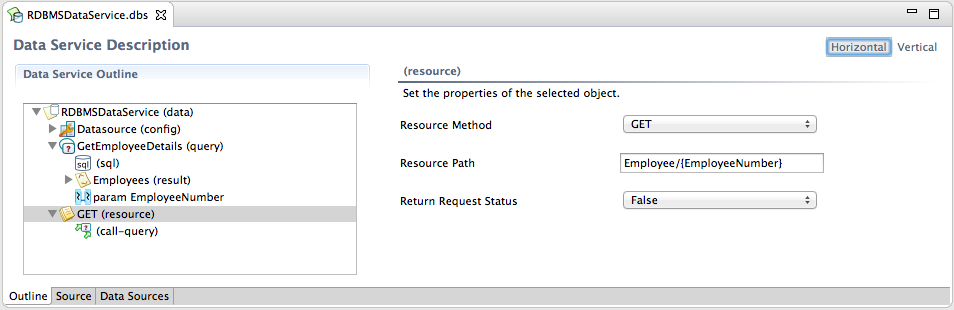 RDBMSDataService.dbs
Data Service Description
Horizontal Vertical
Data Service Outline
RDBMSDataService (data)
Datasource (config)
GetEmployeeDetails (query)
sql (sql)
Employees (result)
param EmployeeNumber
GET (resource)
(call-query)
(resource)
Set the properties of the selected object.
Resource Method GET
Resource Path Employee/{EmployeeNumber}
Return Request Status False
Outline Source Data Sources